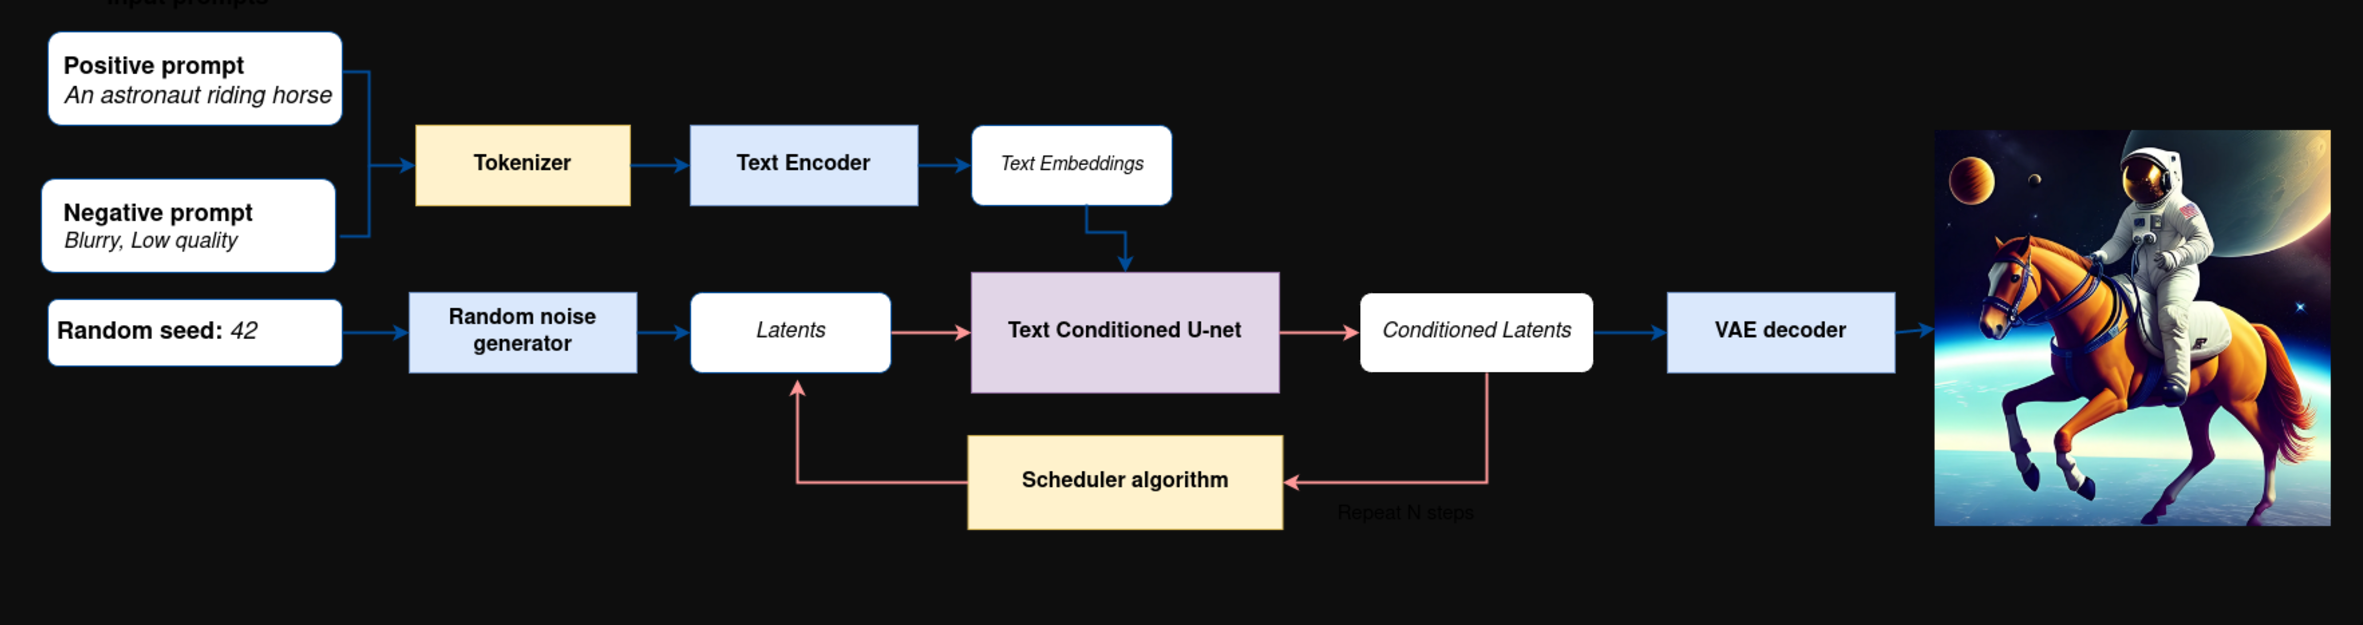 Input prompts
Positive prompt
An astronaut riding horse
Negative prompt
Blurry, Low quality
Tokenizer
Text Encoder
Text Embeddings
Random seed: 42
Random noise
generator
Latents
Text Conditioned U-net
Conditioned Latents
VAE decoder
Scheduler algorithm
Repeat N steps